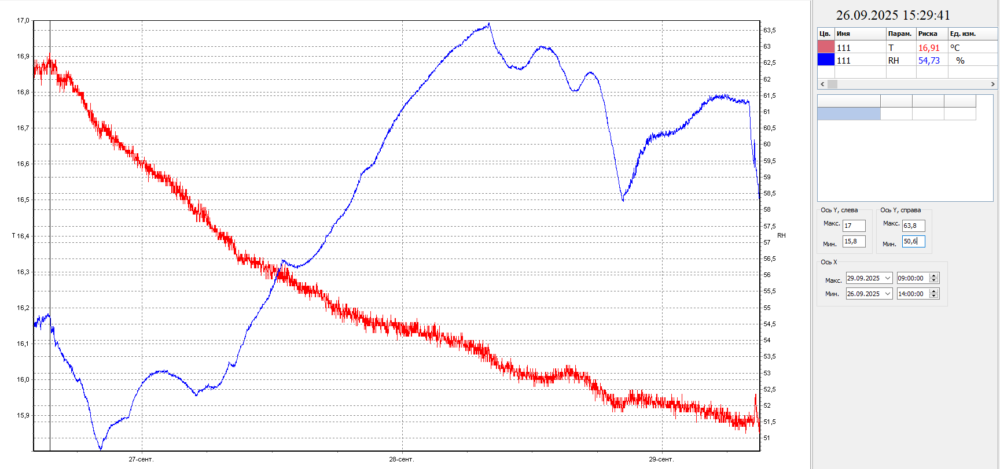 26.09.2025 15:29:41
Цв. Имя Парам. Риска Ед. изм.
111 T 16,91 °C
111 RH 54,73 %
17,0
16,9
16,8
16,7
16,6
16,5
T 16,4
16,3
16,2
16,1
16,0
15,9
63,5
63
62,5
62
61,5
61
60,5
60
59,5
59
58,5
58
57,5
RH
57
56,5
56
55,5
55
54,5
54
53,5
53
52,5
52
51,5
51
27-сент. 28-сент. 29-сент.
Ось Y, слева
Макс. 17
Мин. 15,8
Ось Y, справа
Макс. 63,8
Мин. 50,6
Ось X
Макс. 29.09.2025 09:00:00
Мин. 26.09.2025 14:00:00